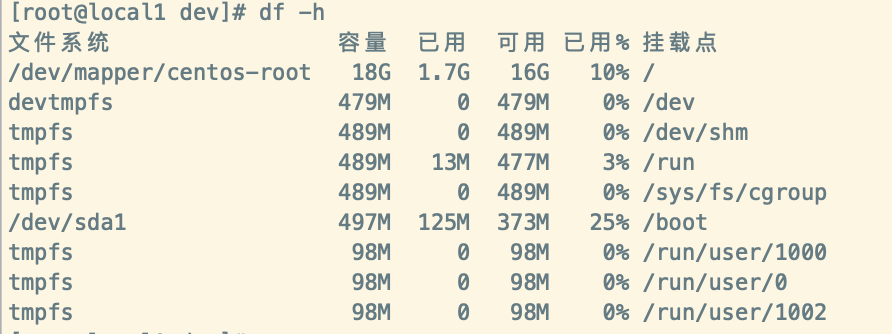 [root@local1 dev]# df -h
文件系统 容量 已用 可用 已用% 挂载点
/dev/mapper/centos-root 18G 1.7G 16G 10% /
devtmpfs 479M 0 479M 0% /dev
tmpfs 489M 0 489M 0% /dev/shm
tmpfs 489M 13M 477M 3% /run
tmpfs 489M 0 489M 0% /sys/fs/cgroup
/dev/sda1 497M 125M 373M 25% /boot
tmpfs 98M 0 98M 0% /run/user/1000
tmpfs 98M 0 98M 0% /run/user/0
tmpfs 98M 0 98M 0% /run/user/1002